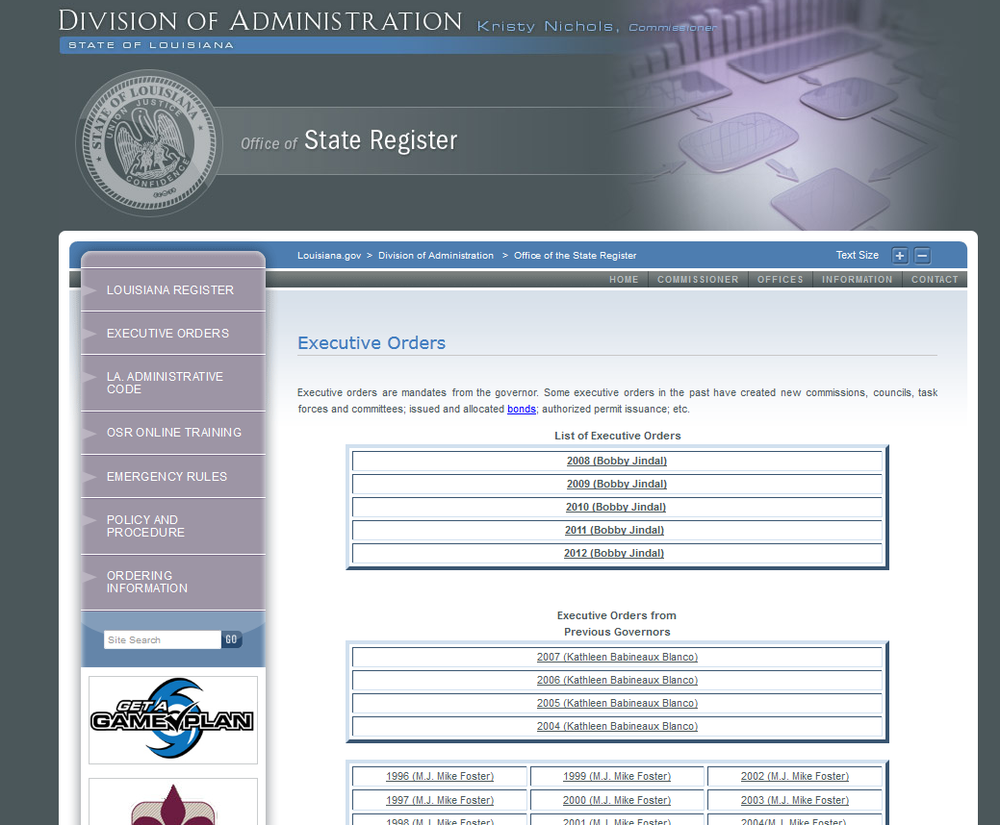 DIVISION OF ADMINISTRATION Kristy Nichols, Commissioner
STATE OF LOUISIANA
STATE OF LOUISIANA
UNION JUSTICE
CONFIDENCE
Office of State Register
Louisiana.gov > Division of Administration > Office of the State Register Text Size + −
HOME COMMISSIONER OFFICES INFORMATION CONTACT
LOUISIANA REGISTER
EXECUTIVE ORDERS
LA. ADMINISTRATIVE
CODE
OSR ONLINE TRAINING
EMERGENCY RULES
POLICY AND
PROCEDURE
ORDERING
INFORMATION
Site Search GO
GET A
GAME PLAN
Executive Orders
Executive orders are mandates from the governor. Some executive orders in the past have created new commissions, councils, task
forces and committees; issued and allocated bonds; authorized permit issuance; etc.
List of Executive Orders
2008 (Bobby Jindal)
2009 (Bobby Jindal)
2010 (Bobby Jindal)
2011 (Bobby Jindal)
2012 (Bobby Jindal)
Executive Orders from
Previous Governors
2007 (Kathleen Babineaux Blanco)
2006 (Kathleen Babineaux Blanco)
2005 (Kathleen Babineaux Blanco)
2004 (Kathleen Babineaux Blanco)
1996 (M.J. Mike Foster) 1999 (M.J. Mike Foster) 2002 (M.J. Mike Foster)
1997 (M.J. Mike Foster) 2000 (M.J. Mike Foster) 2003 (M.J. Mike Foster)
1998 (M.J. Mike Foster) 2001 (M.J. Mike Foster) 2004(M.J. Mike Foster)